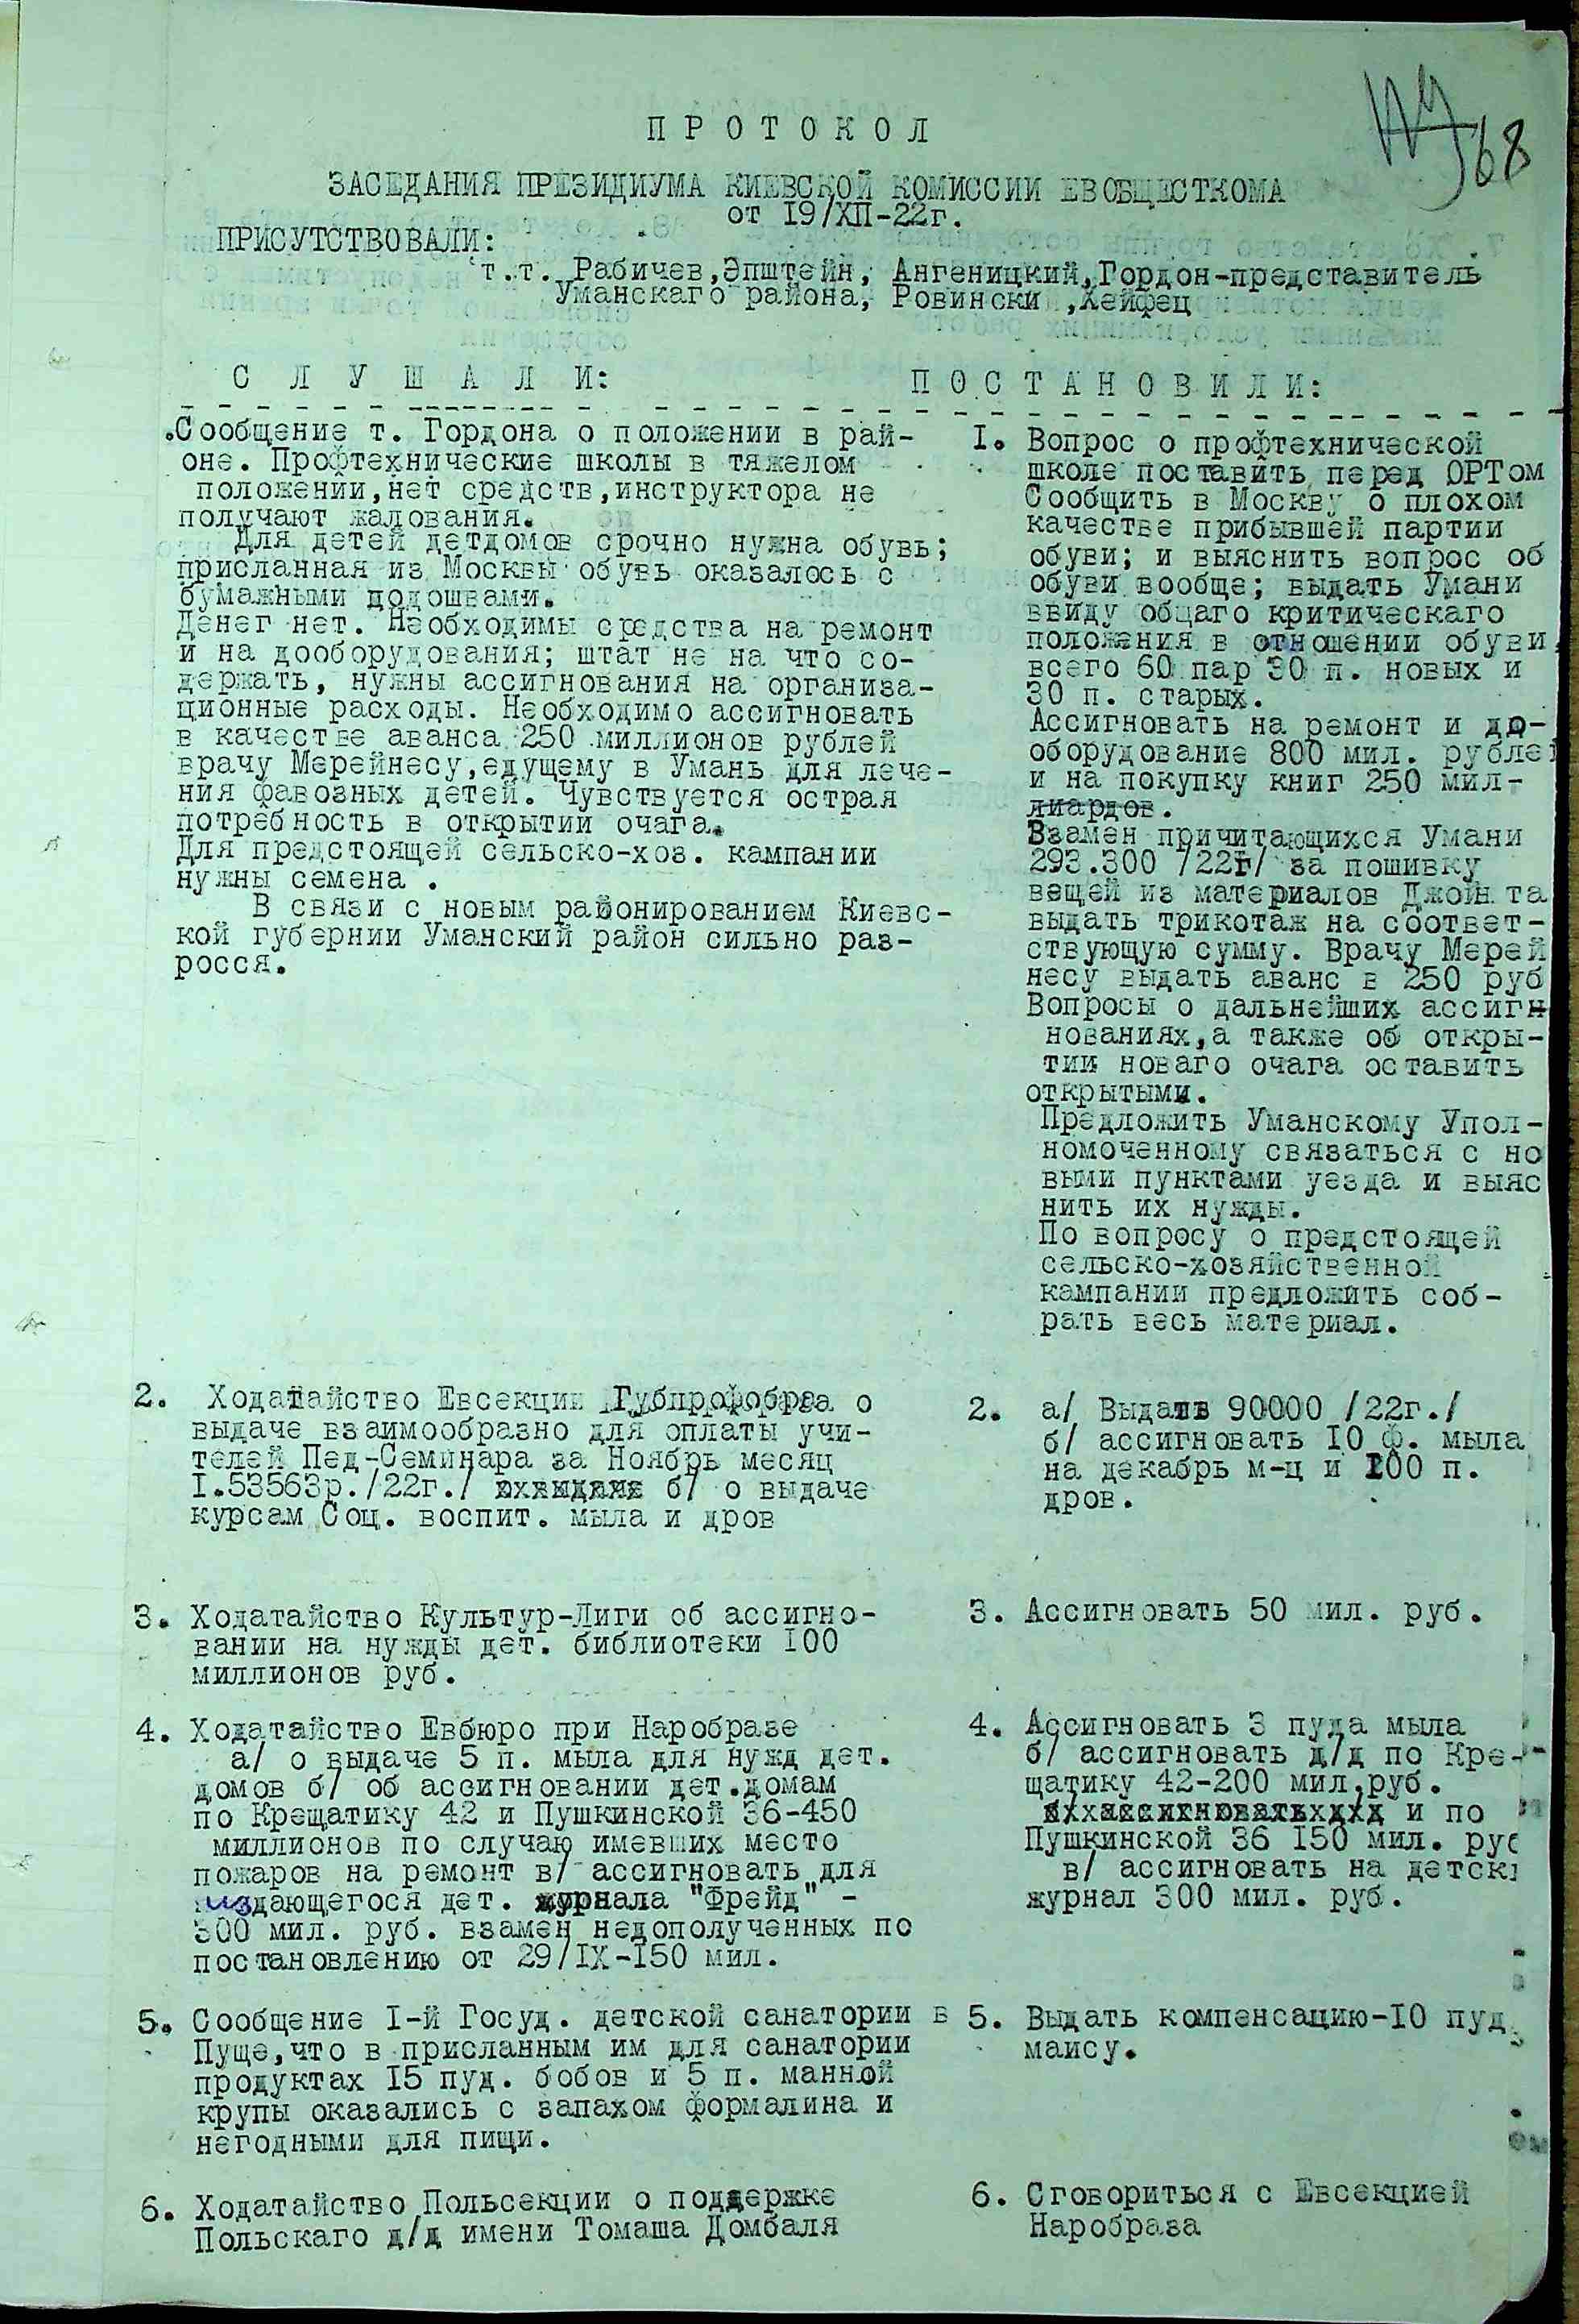 68
ПРОТОКОЛ
ЗАСЕДАНИЯ ПРЕЗИДИУМА КИЕВСКОЙ КОМИССИИ ЕВОБЩЕСТКОМА
от 19/XII-22г.
ПРИСУТСТВОВАЛИ:
т.т. Рабичев,Эпштейн, Ангеницкий,Гордон-представитель
Уманскаго района, Ровински ,Хейфец
СЛУШАЛИ:
.Сообщение т. Гордона о положении в рай-
оне. Профтехнические школы в тяжелом
положении,нет средств,инструктора не
получают жалования.
Для детей детдомов срочно нужна обувь;
присланная из Москвы обувь оказалось с
бумажными подошвами.
Денег нет. Необходимы средства на ремонт
и на дооборудования; штат не на что со-
держать, нужны ассигнования на организа-
ционные расходы. Необходимо ассигновать
в качестве аванса 250 миллионов рублей
врачу Мерейнесу,едущему в Умань для лече-
ния фавозных детей. Чувствуется острая
потребность в открытии очага.
Для предстоящей сельско-хоз. кампании
нужны семена .
В связи с новым районированием Киевс-
кой губернии Уманский район сильно раз-
росся.
ПОСТАНОВИЛИ:
I. Вопрос о профтехнической
школе поставить перед ОРТом
Сообщить в Москву о плохом
качестве прибывшей партии
обуви; и выяснить вопрос об
обуви вообще; выдать Умани
ввиду общаго критическаго
положения в отношении обуви
всего 60 пар 30 п. новых и
30 п. старых.
Ассигновать на ремонт и до-
оборудование 800 мил. рублей
и на покупку книг 250 мил-
лиардов.
Взамен причитающихся Умани
293.300 /22г/ за пошивку
вещей из материалов Джойн та
выдать трикотаж на соответ-
ствующую сумму. Врачу Мерей
несу выдать аванс в 250 руб
Вопросы о дальнейших ассигн
нованиях,а также об откры-
тии новаго очага оставить
открытыми.
Предложить Уманскому Упол-
номоченному связаться с но
выми пунктами уезда и выяс
нить их нужды.
По вопросу о предстоящей
сельско-хозяйственной
кампании предложить соб-
рать весь материал.
2. Ходатайство Евсекции Губпрофобраа о
выдаче взаимообразно для оплаты учи-
телей Пед-Семинара за Ноябрь месяц
I.53563р./22г./ б/ о выдаче
курсам Соц. воспит. мыла и дров
2. а/ Выдать 90000 /22г./
б/ ассигновать 10 ф. мыла
на декабрь м-ц и 100 п.
дров.
3. Ходатайство Культур-Лиги об ассигно-
вании на нужды дет. библиотеки 100
миллионов руб.
3. Ассигновать 50 мил. руб.
4. Ходатайство Евбюро при Наробразе
а/ о выдаче 5 п. мыла для нужд дет.
домов б/ об ассигновании дет.домам
по Крещатику 42 и Пушкинской 36-450
миллионов по случаю имевших место
пожаров на ремонт в/ ассигновать для
издающегося дет. журнала "Фрейд" -
300 мил. руб. взамен недополученных по
постановлению от 29/IX-150 мил.
4. Ассигновать 3 пуда мыла
б/ ассигновать д/д по Кре-
щатику 42-200 мил.руб.
и по
Пушкинской 36 150 мил. рус
в/ ассигновать на детск
журнал 300 мил. руб.
5. Сообщение I-й Госуд. детской санатории в
Пуще,что в присланным им для санатории
продуктах 15 пуд. бобов и 5 п. манной
крупы оказались с запахом формалина и
негодными для пищи.
5. Выдать компенсацию-10 пуд.
маису.
6. Ходатайство Польсекции о поддержке
Польскаго д/д имени Томаша Домбаля
6. Сговориться с Евсекцией
Наробраза